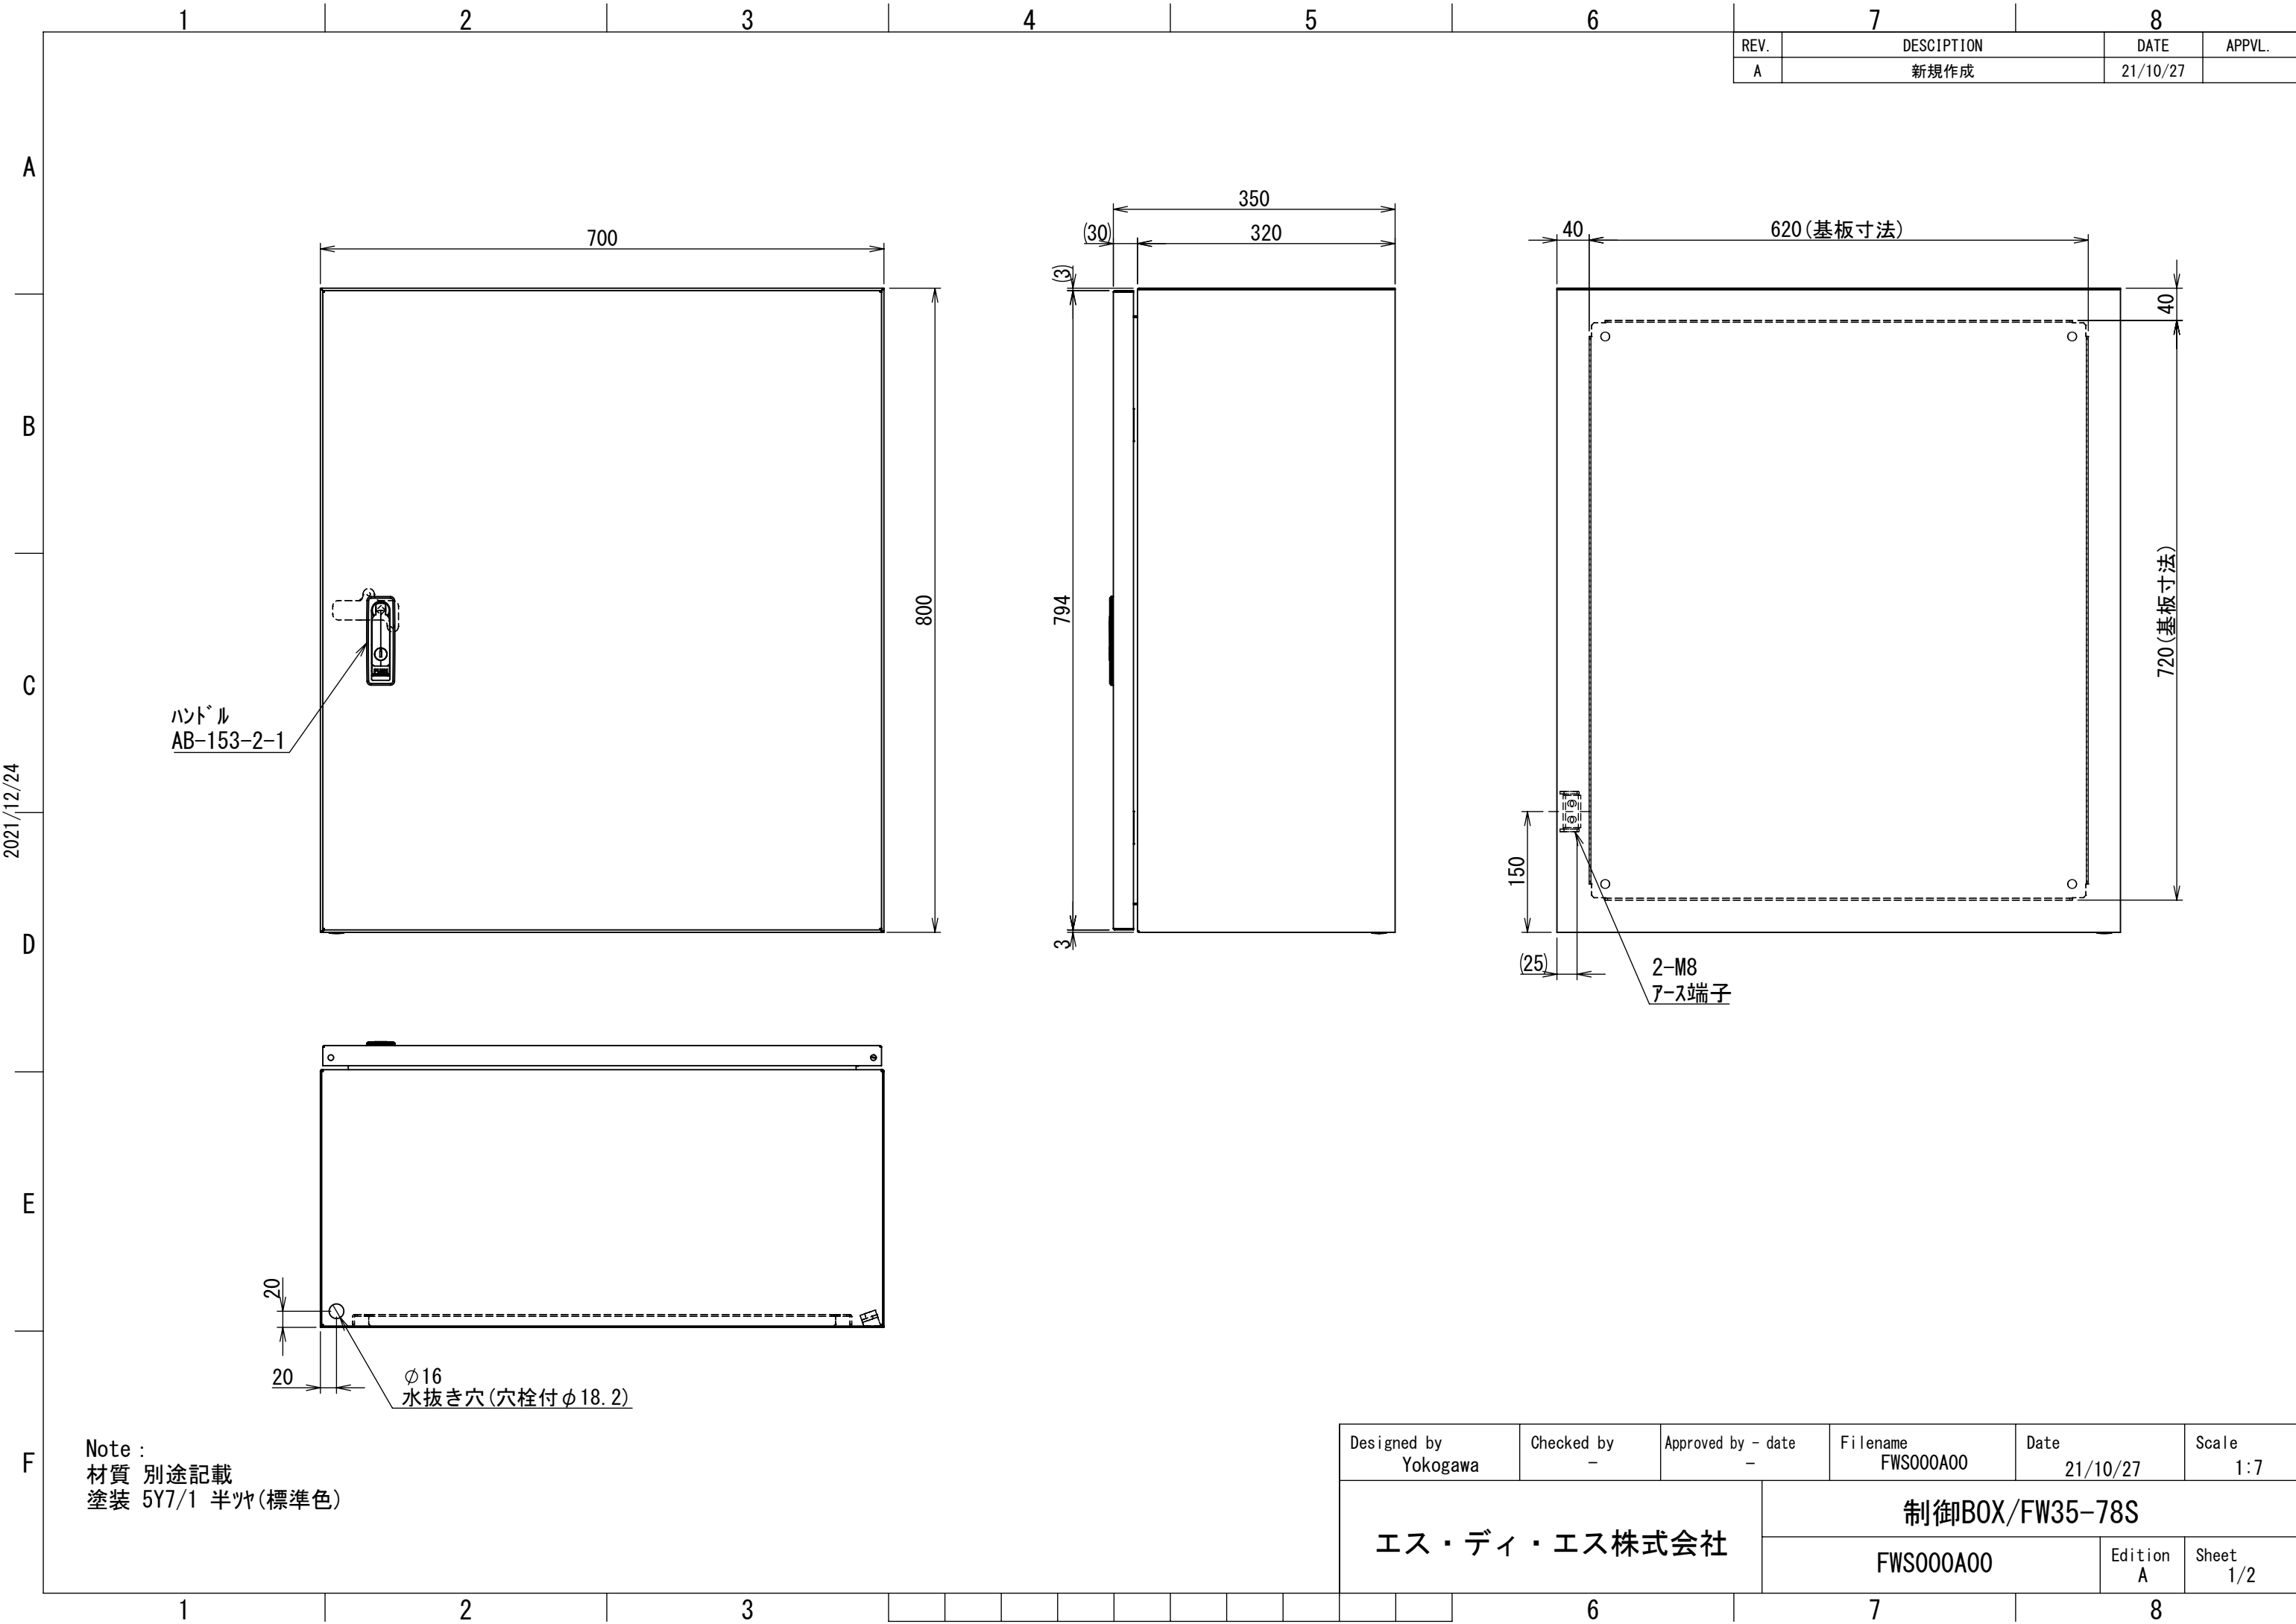 1 2 3 4 5 6 7 8
REV. DESCIPTION DATE APPVL.
A 新規作成 21/10/27
A
B
C
D
E
F
2021/12/24
700
800
ハンドル
AB-153-2-1
350
(30) 320
(3)
794
3
40 620(基板寸法)
40
720(基板寸法)
150
(25)
2-M8
アース端子
20
20
φ16
水抜き穴(穴栓付φ18.2)
Note :
材質 別途記載
塗装 5Y7/1 半ツヤ(標準色)
Designed by
Yokogawa
Checked by
-
Approved by - date
-
Filename
FWS000A00
Date
21/10/27
Scale
1:7
エス・ディ・エス株式会社
制御BOX/FW35-78S
FWS000A00
Edition
A
Sheet
1/2
1 2 3 6 7 8